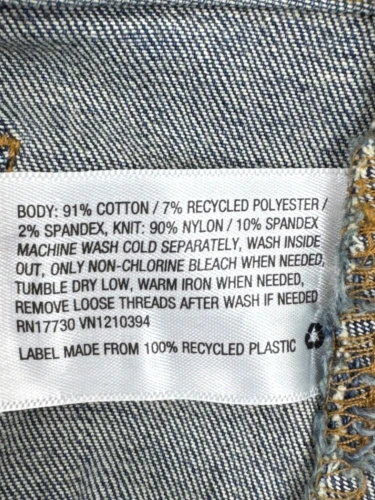 BODY: 91% COTTON / 7% RECYCLED POLYESTER /
2% SPANDEX, KNIT: 90% NYLON / 10% SPANDEX
MACHINE WASH COLD SEPARATELY, WASH INSIDE
OUT, ONLY NON-CHLORINE BLEACH WHEN NEEDED,
TUMBLE DRY LOW, WARM IRON WHEN NEEDED,
REMOVE LOOSE THREADS AFTER WASH IF NEEDED
RN17730 VN1210394
LABEL MADE FROM 100% RECYCLED PLASTIC